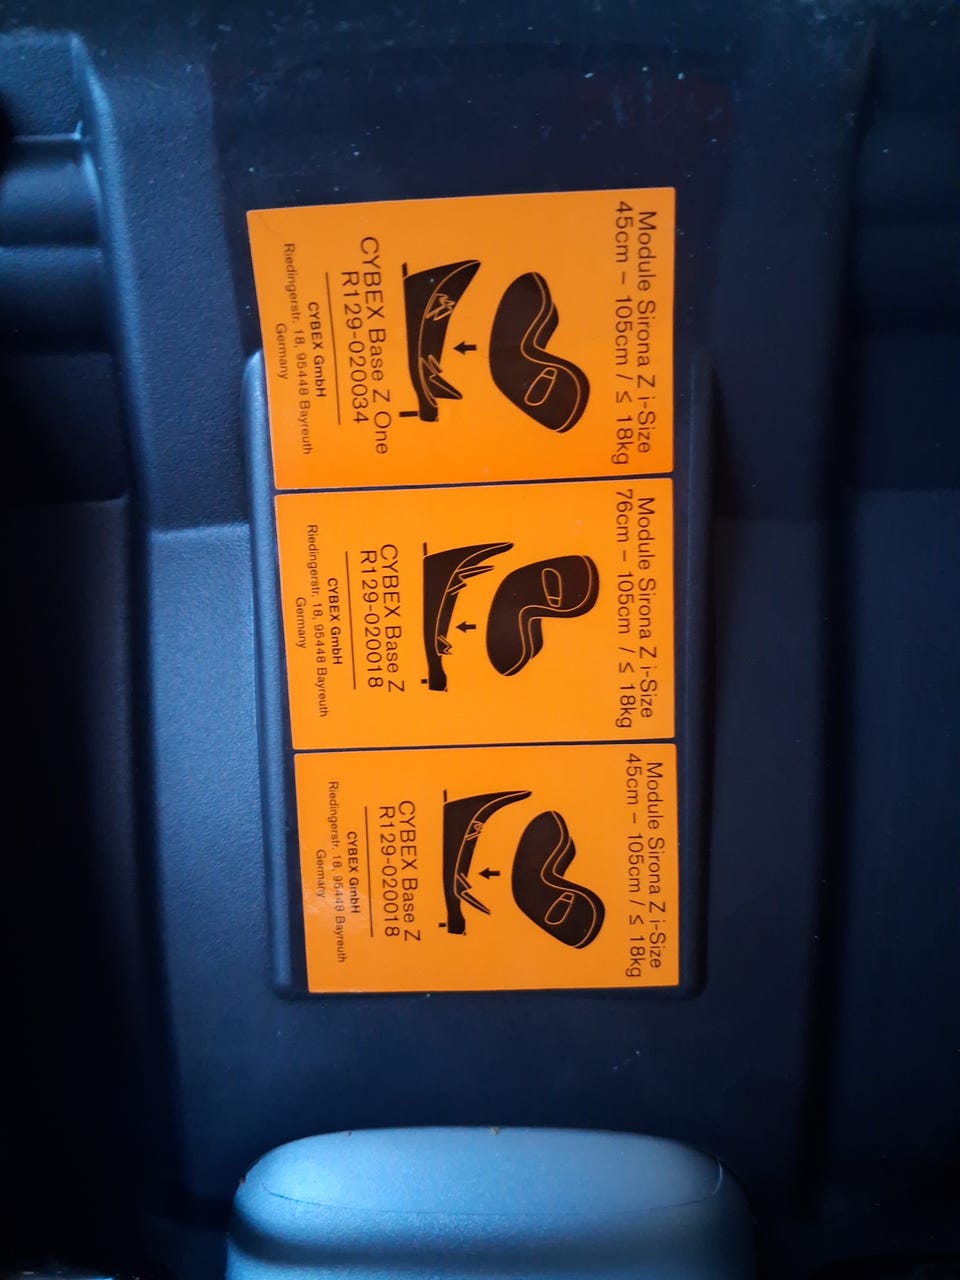 Module Sirona Z i-Size
45cm – 105cm / ≤ 18kg
CYBEX Base Z One
R129-020034
CYBEX GmbH
Riedingerstr. 18, 95448 Bayreuth
Germany
Module Sirona Z i-Size
76cm – 105cm / ≤ 18kg
CYBEX Base Z
R129-020018
CYBEX GmbH
Riedingerstr. 18, 95448 Bayreuth
Germany
Module Sirona Z i-Size
45cm – 105cm / ≤ 18kg
CYBEX Base Z
R129-020018
CYBEX GmbH
Riedingerstr. 18, 95448 Bayreuth
Germany